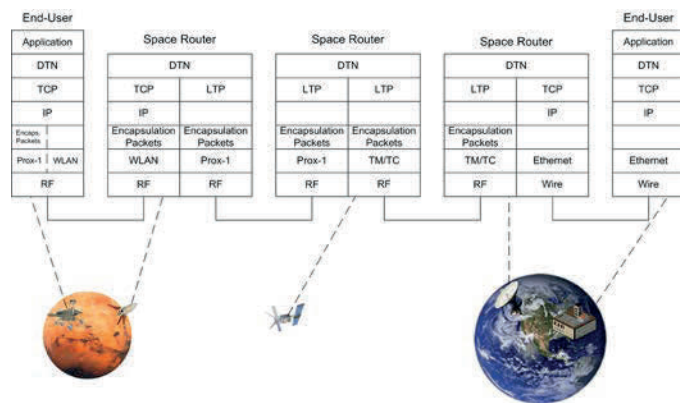 End-User
Application
DTN
TCP
IP
Encaps.
Packets
Prox-1
WLAN
RF
Space Router
DTN
TCP
LTP
IP
Encapsulation
Packets
Encapsulation
Packets
WLAN
Prox-1
RF
RF
Space Router
DTN
LTP
LTP
Encapsulation
Packets
Encapsulation
Packets
Prox-1
TM/TC
RF
RF
Space Router
DTN
LTP
TCP
IP
Encapsulation
Packets
TM/TC
Ethernet
RF
Wire
End-User
Application
DTN
TCP
IP
Ethernet
Wire